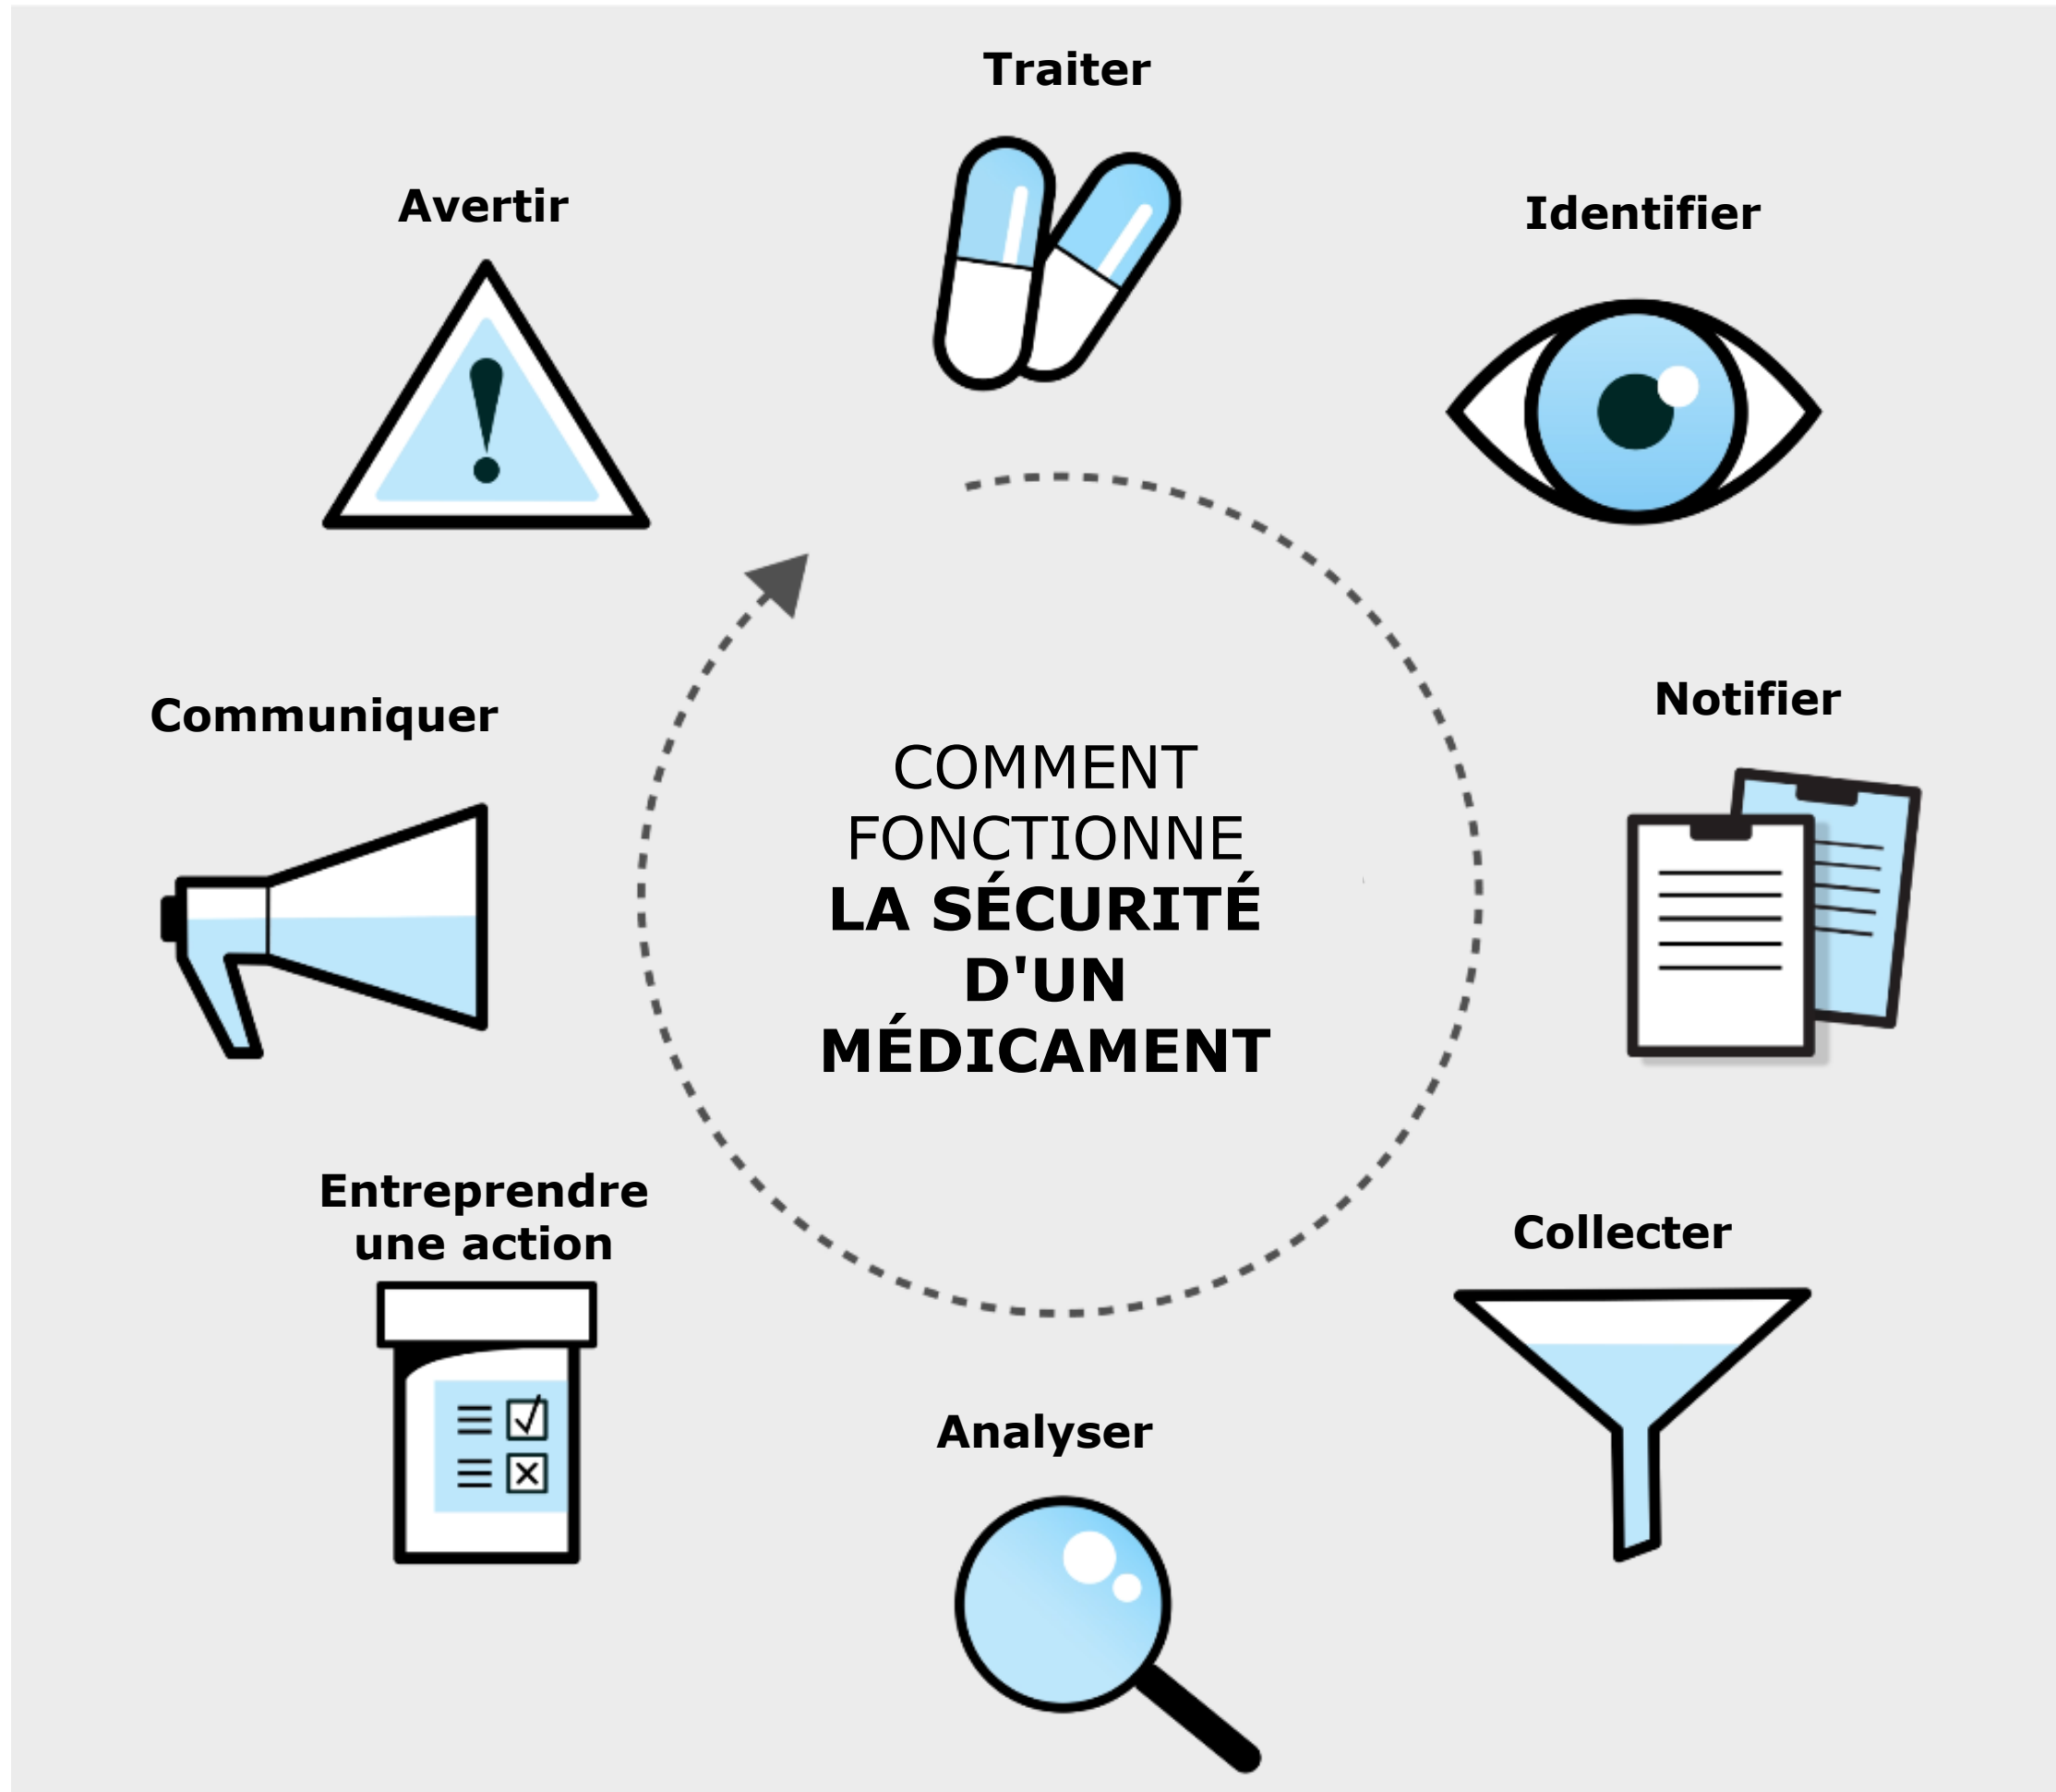 Traiter
Avertir
Identifier
Communiquer
Notifier
COMMENT
FONCTIONNE
LA SÉCURITÉ
D'UN
MÉDICAMENT
Entreprendre
une action
Collecter
Analyser